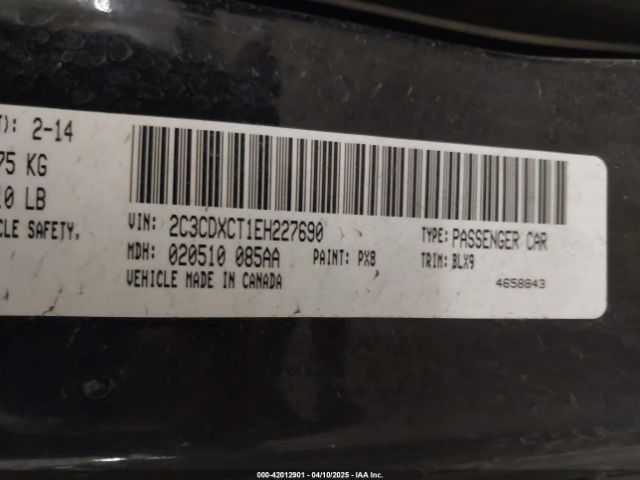 T): 2-14
75 KG
10 LB
CLE SAFETY,
VIN: 2C3CDXCT1EH227690
TYPE: PASSENGER CAR
MDH: 020510 085AA
PAINT: PX8
TRIM: BLX9
VEHICLE MADE IN CANADA
4658843
000-42012901 - 04/10/2025 - © IAA, Inc.